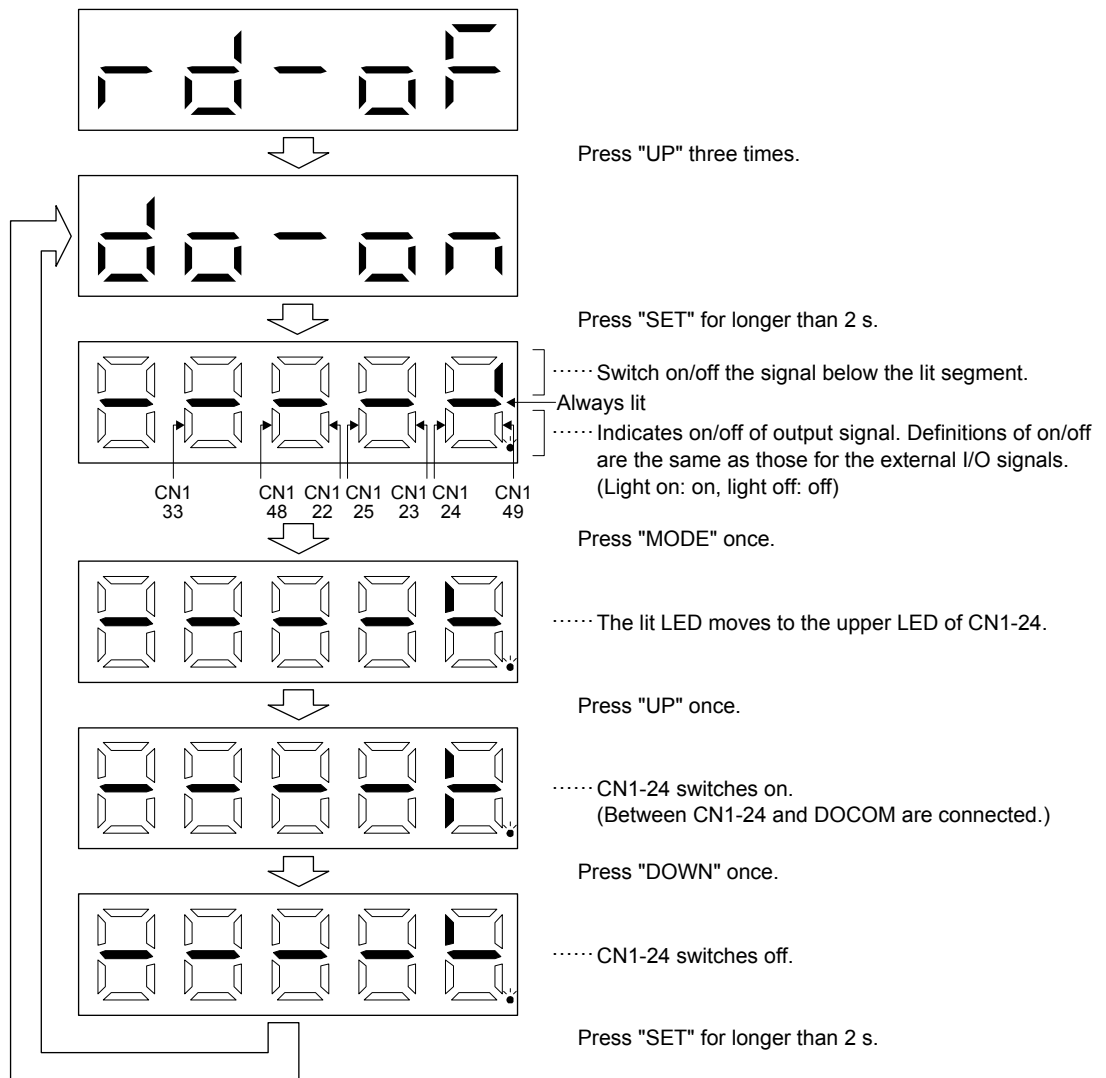 rd-oF
Press "UP" three times.
do-on
Press "SET" for longer than 2 s.
······ Switch on/off the signal below the lit segment.
Always lit
······ Indicates on/off of output signal. Definitions of on/off
are the same as those for the external I/O signals.
(Light on: on, light off: off)
CN1 CN1 CN1 CN1 CN1 CN1 CN1
33 48 22 25 23 24 49
Press "MODE" once.
······ The lit LED moves to the upper LED of CN1-24.
Press "UP" once.
······ CN1-24 switches on.
(Between CN1-24 and DOCOM are connected.)
Press "DOWN" once.
······ CN1-24 switches off.
Press "SET" for longer than 2 s.